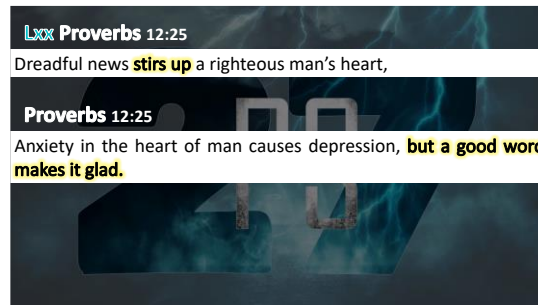 Lxx Proverbs 12:25
Dreadful news stirs up a righteous man’s heart,
Proverbs 12:25
Anxiety in the heart of man causes depression, but a good word
makes it glad.